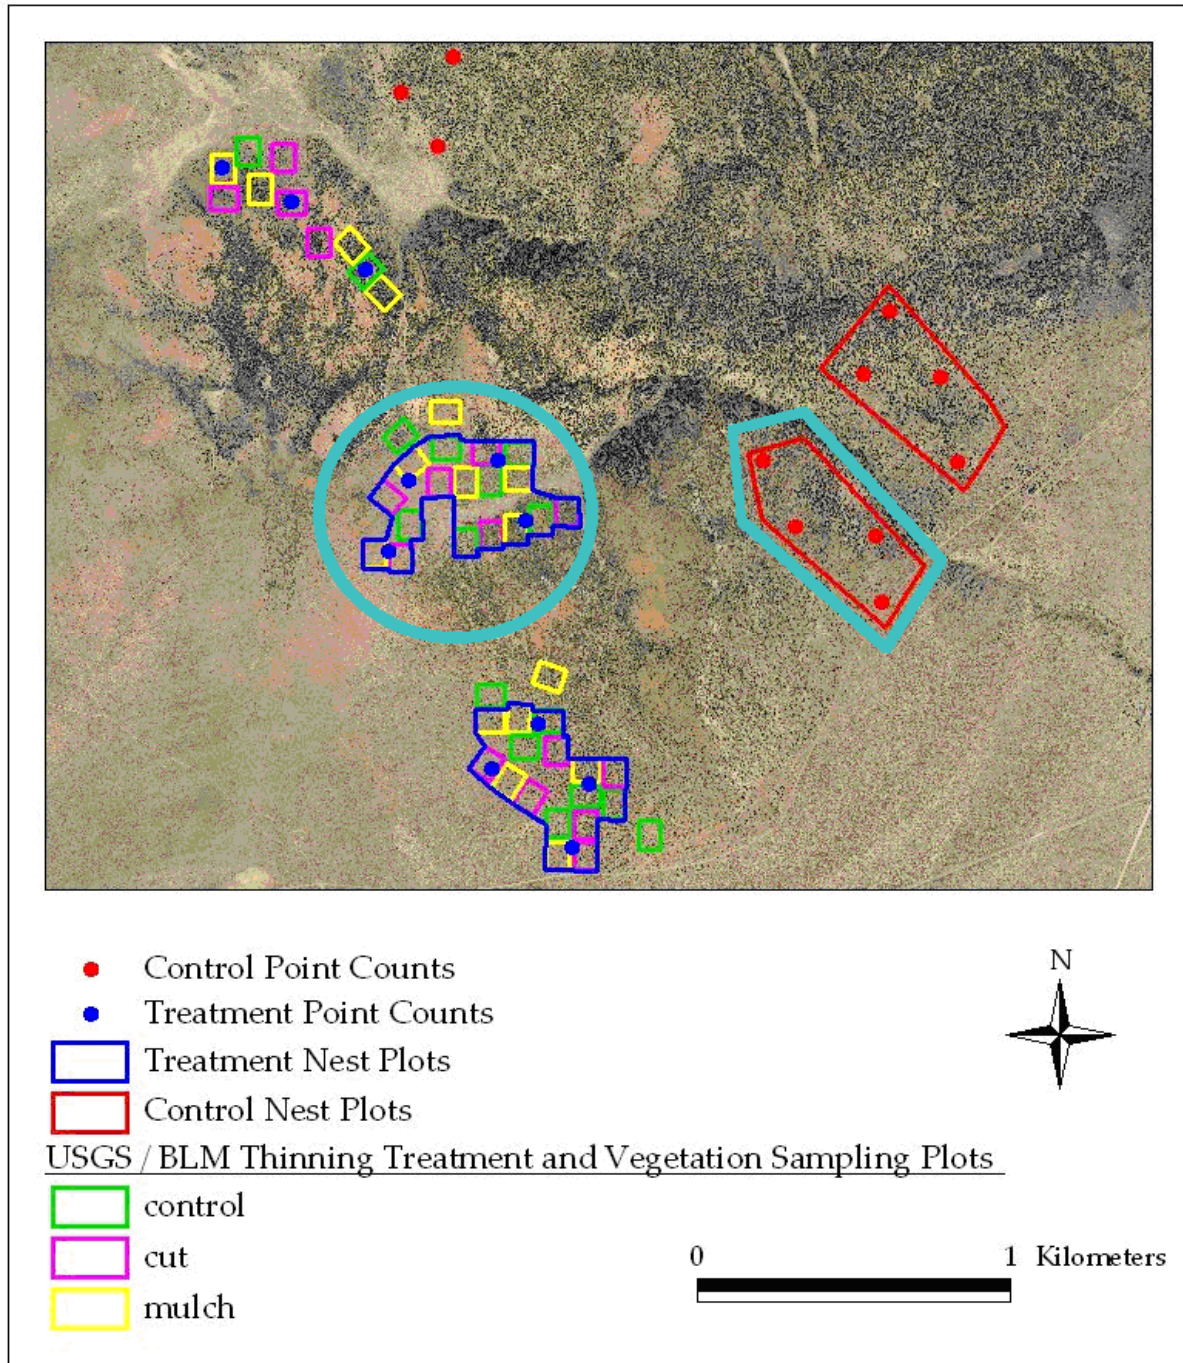 Control Point Counts
Treatment Point Counts
N
Treatment Nest Plots
Control Nest Plots
USGS / BLM Thinning Treatment and Vegetation Sampling Plots
control
cut
mulch
0 1 Kilometers